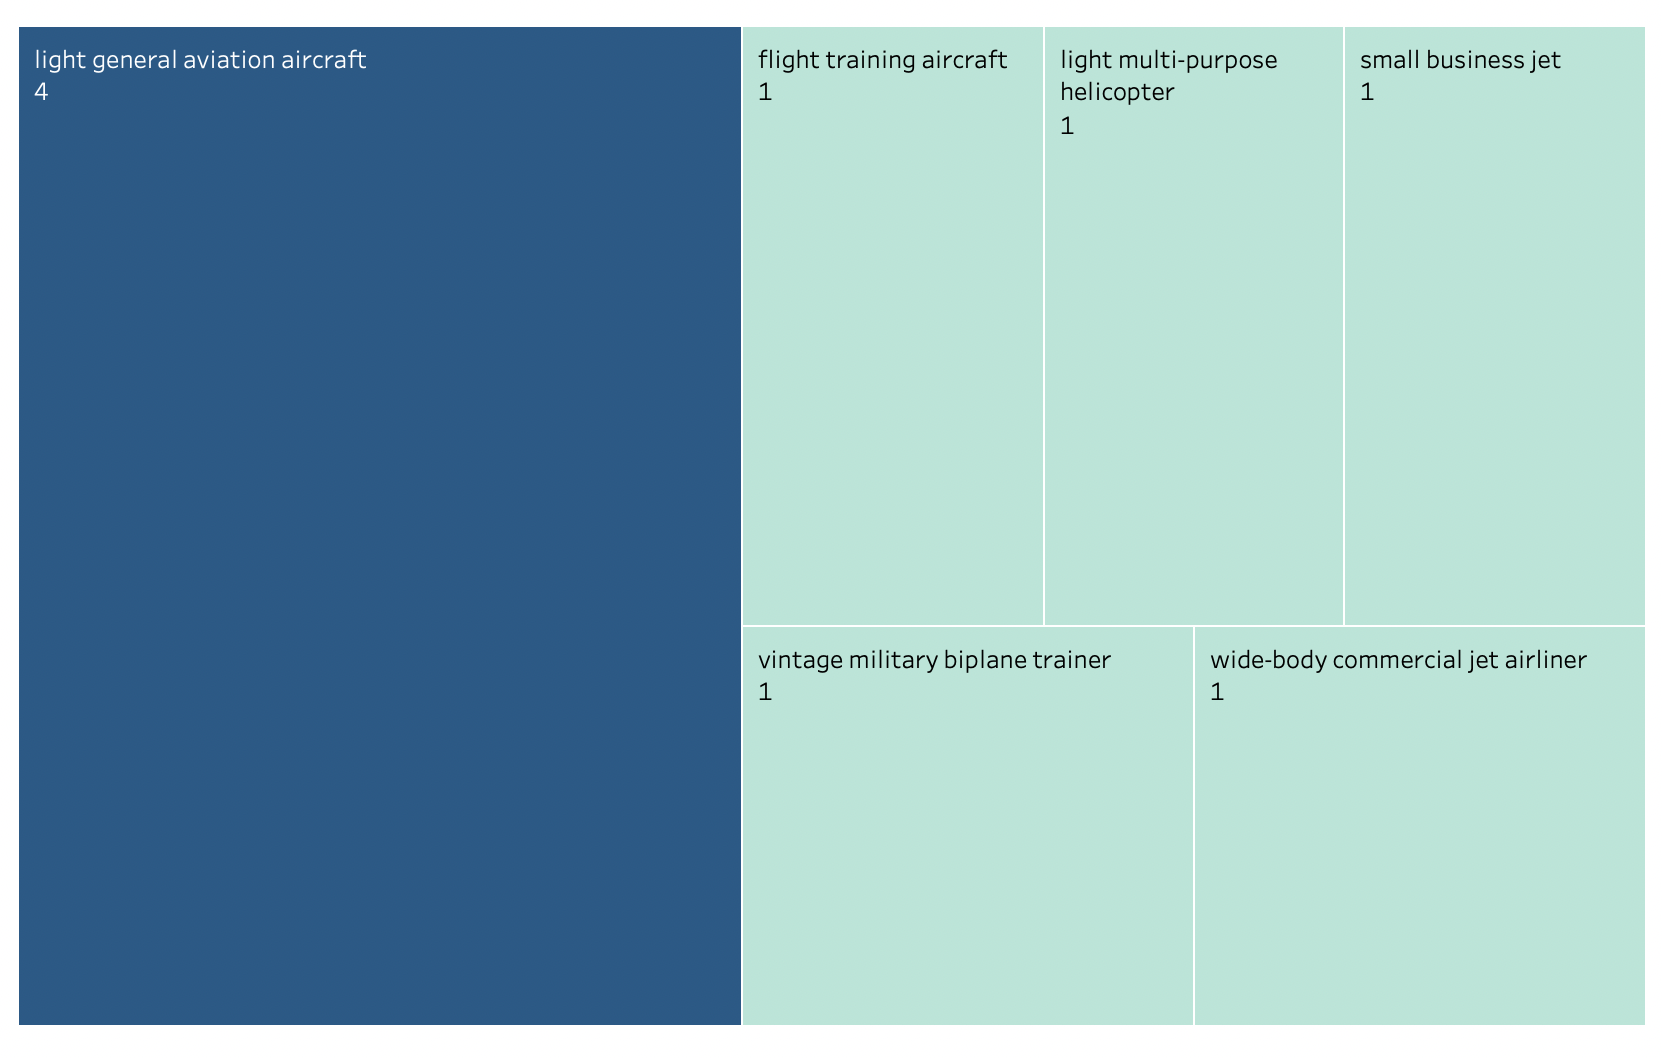 light general aviation aircraft
4
flight training aircraft
1
light multi-purpose
helicopter
1
small business jet
1
vintage military biplane trainer
1
wide-body commercial jet airliner
1